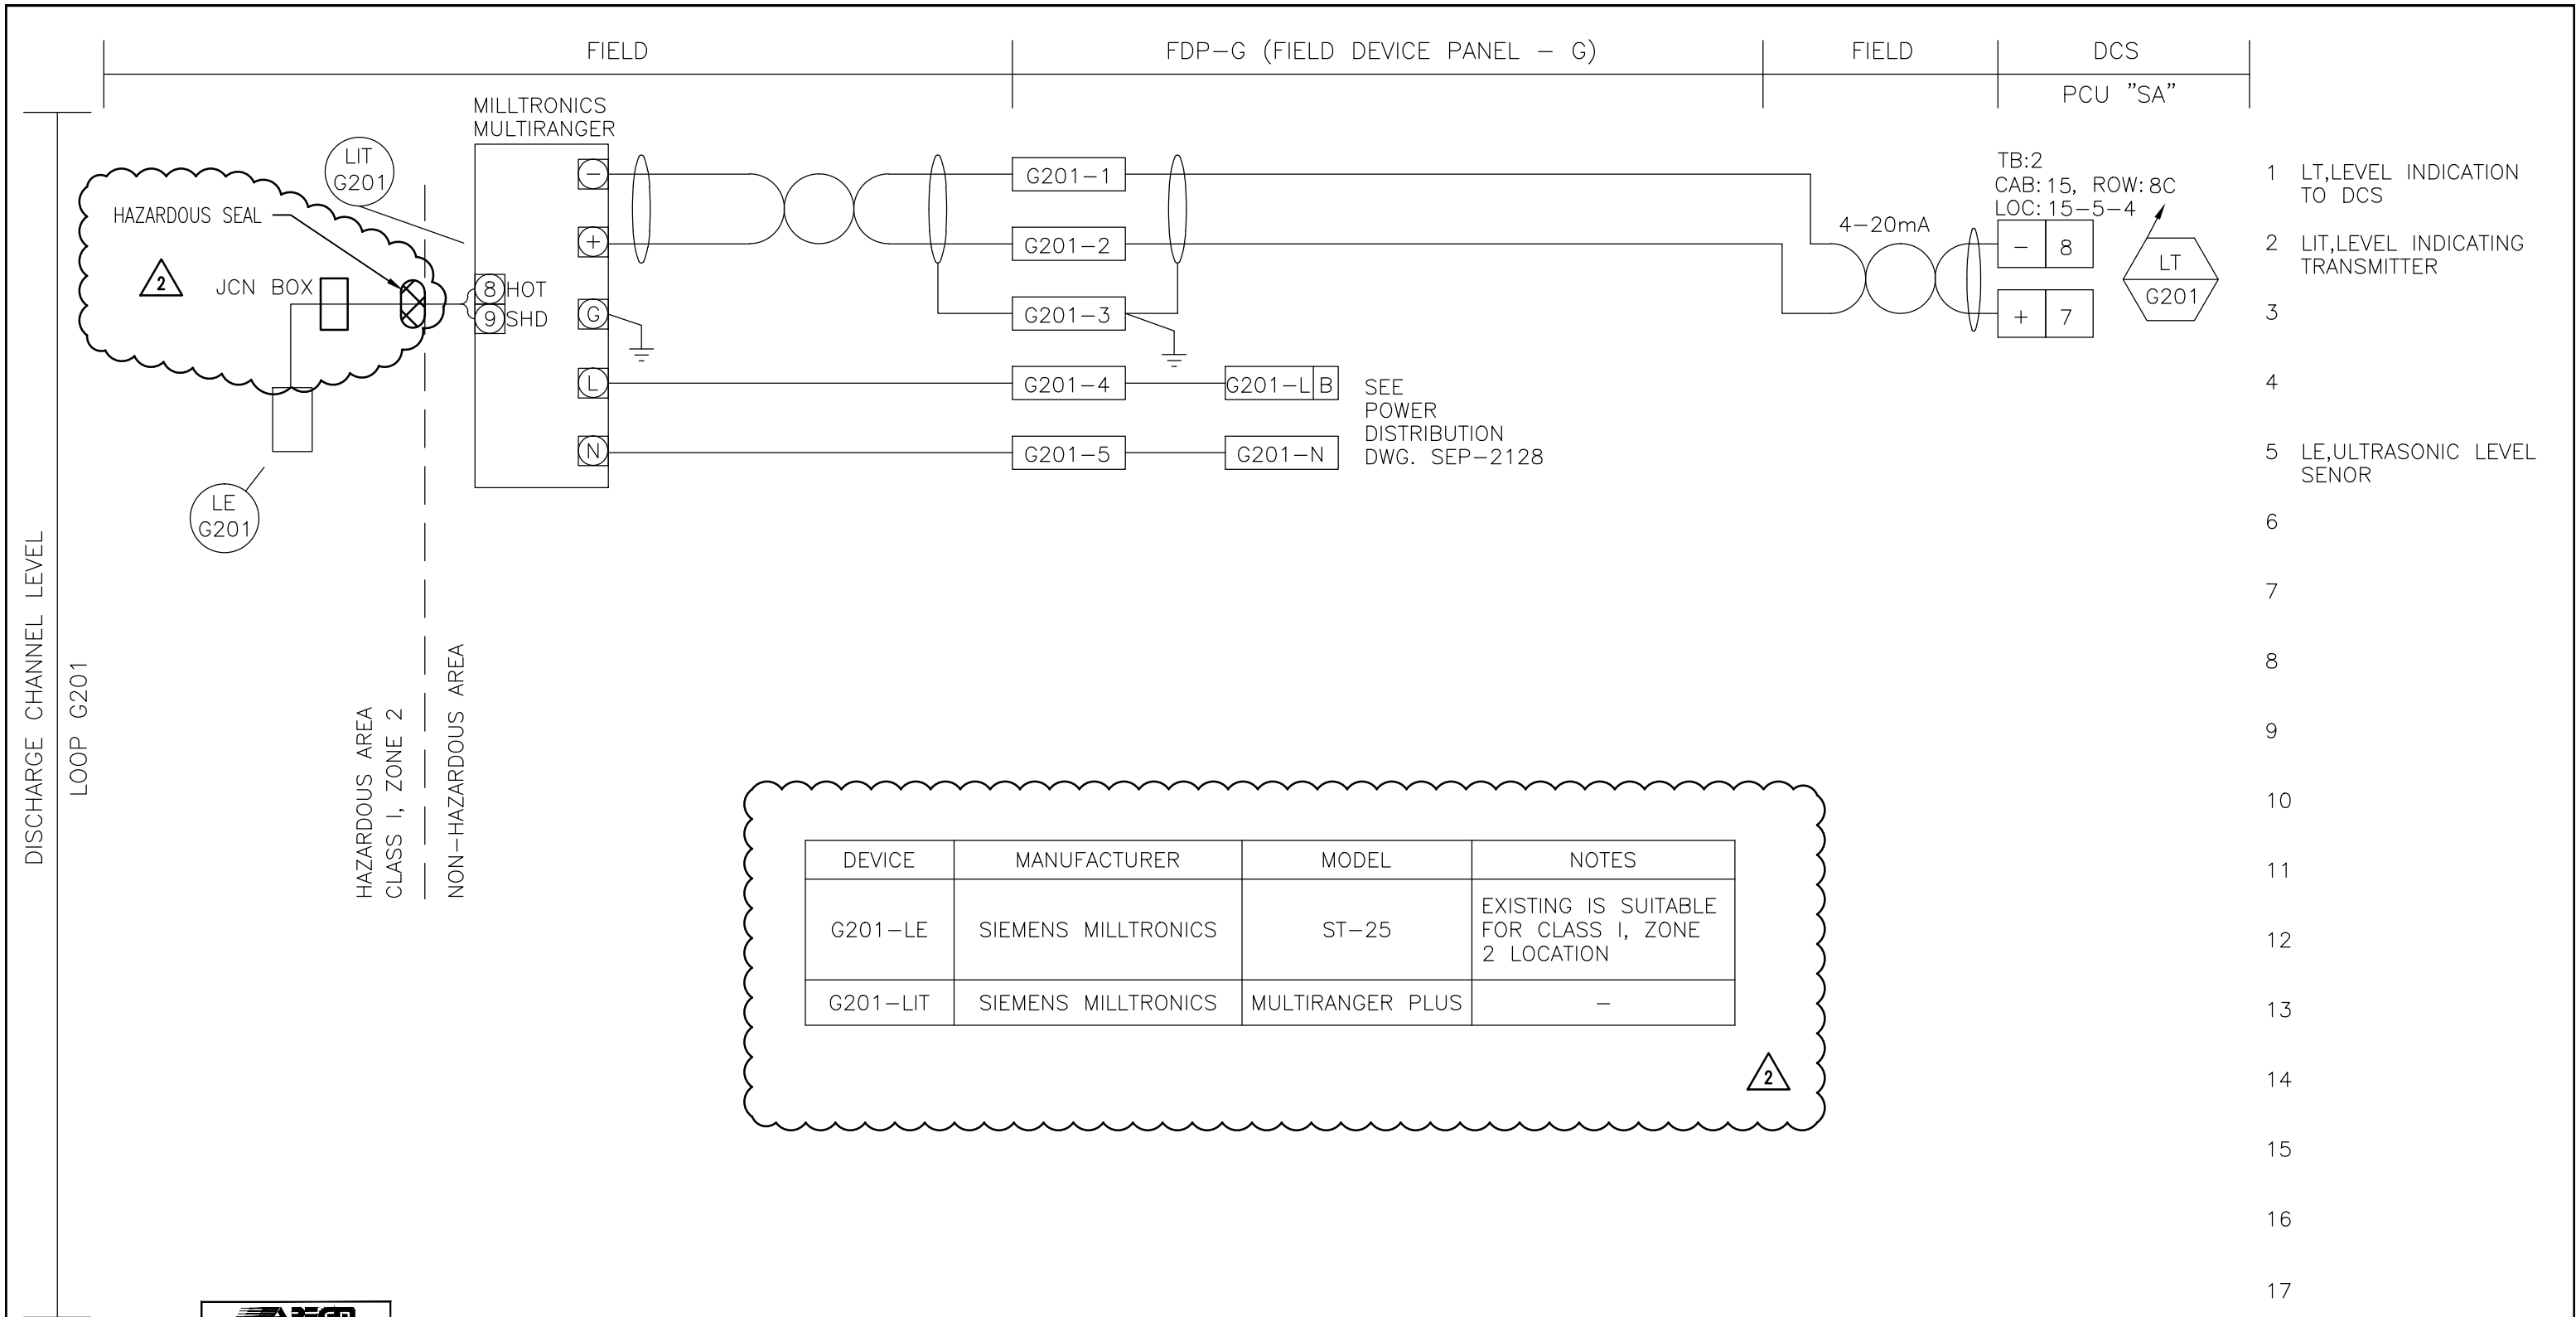 FIELD
FDP-G (FIELD DEVICE PANEL - G)
FIELD
DCS
PCU "SA"
MILLTRONICS
MULTIRANGER
LIT
G201
HAZARDOUS SEAL
2
JCN BOX
8 HOT
9 SHD
-
+
G
L
N
LE
G201
G201-1
G201-2
G201-3
G201-4
G201-5
G201-L B
G201-N
SEE
POWER
DISTRIBUTION
DWG. SEP-2128
4-20mA
TB:2
CAB:15, ROW:8C
LOC:15-5-4
- 8
+ 7
LT
G201
1 LT,LEVEL INDICATION
TO DCS
2 LIT,LEVEL INDICATING
TRANSMITTER
3
4
5 LE,ULTRASONIC LEVEL
SENOR
6
7
8
9
10
11
12
13
14
15
16
17
DISCHARGE CHANNEL LEVEL
LOOP G201
HAZARDOUS AREA
CLASS I, ZONE 2
NON-HAZARDOUS AREA
DEVICE MANUFACTURER MODEL NOTES
G201-LE SIEMENS MILLTRONICS ST-25
EXISTING IS SUITABLE
FOR CLASS I, ZONE
2 LOCATION
G201-LIT SIEMENS MILLTRONICS MULTIRANGER PLUS -
2